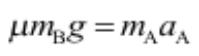 μm_B g = m_A a_A